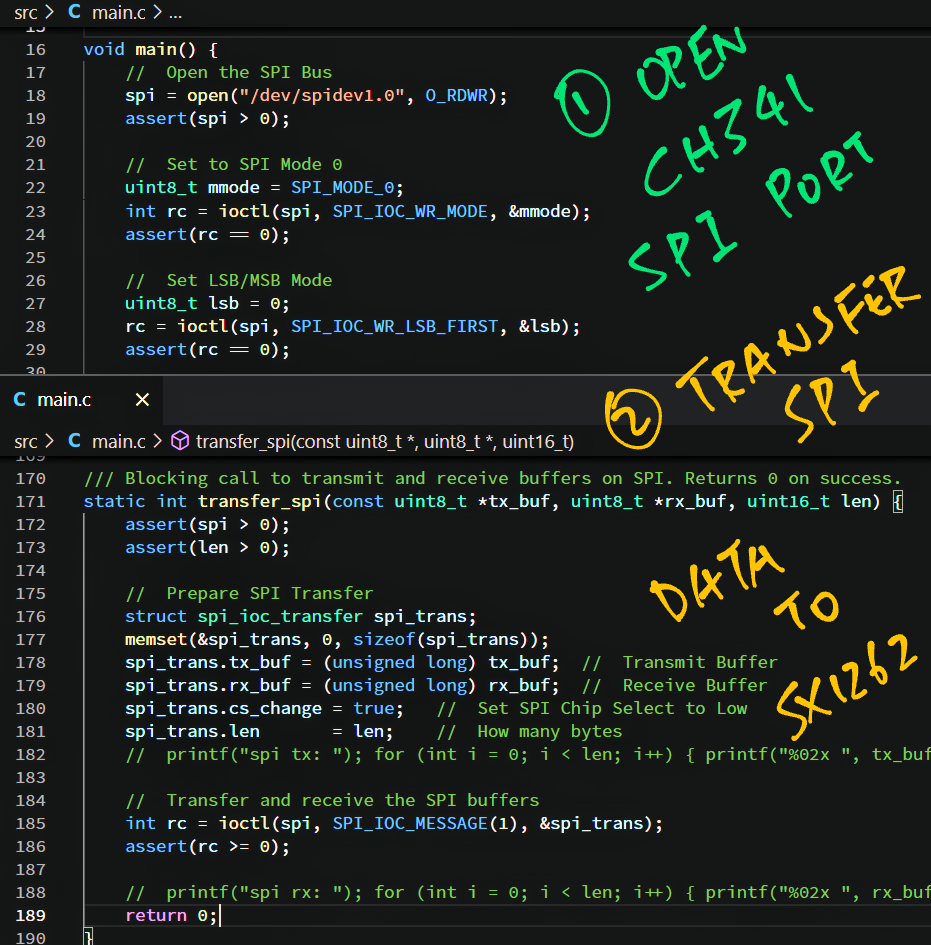 src > C main.c > ...
15
16 void main() {
17 //  Open the SPI Bus
18 spi = open("/dev/spidev1.0", O_RDWR);
19 assert(spi > 0);
20
21 //  Set to SPI Mode 0
22 uint8_t mmode = SPI_MODE_0;
23 int rc = ioctl(spi, SPI_IOC_WR_MODE, &mmode);
24 assert(rc == 0);
25
26 //  Set LSB/MSB Mode
27 uint8_t lsb = 0;
28 rc = ioctl(spi, SPI_IOC_WR_LSB_FIRST, &lsb);
29 assert(rc == 0);
30
1 OPEN
CH341
SPI PORT
C main.c ×
src > C main.c > transfer_spi(const uint8_t *, uint8_t *, uint16_t)
169
170 /// Blocking call to transmit and receive buffers on SPI. Returns 0 on success.
171 static int transfer_spi(const uint8_t *tx_buf, uint8_t *rx_buf, uint16_t len) {
172 assert(spi > 0);
173 assert(len > 0);
174
175 //  Prepare SPI Transfer
176 struct spi_ioc_transfer spi_trans;
177 memset(&spi_trans, 0, sizeof(spi_trans));
178 spi_trans.tx_buf = (unsigned long) tx_buf;  //  Transmit Buffer
179 spi_trans.rx_buf = (unsigned long) rx_buf;  //  Receive Buffer
180 spi_trans.cs_change = true;   //  Set SPI Chip Select to Low
181 spi_trans.len       = len;    //  How many bytes
182 //  printf("spi tx: "); for (int i = 0; i < len; i++) { printf("%02x ", tx_buf
183
184 //  Transfer and receive the SPI buffers
185 int rc = ioctl(spi, SPI_IOC_MESSAGE(1), &spi_trans);
186 assert(rc >= 0);
187
188 //  printf("spi rx: "); for (int i = 0; i < len; i++) { printf("%02x ", rx_buf
189 return 0;
190 }
2 TRANSFER
SPI
DATA
TO
SX1262